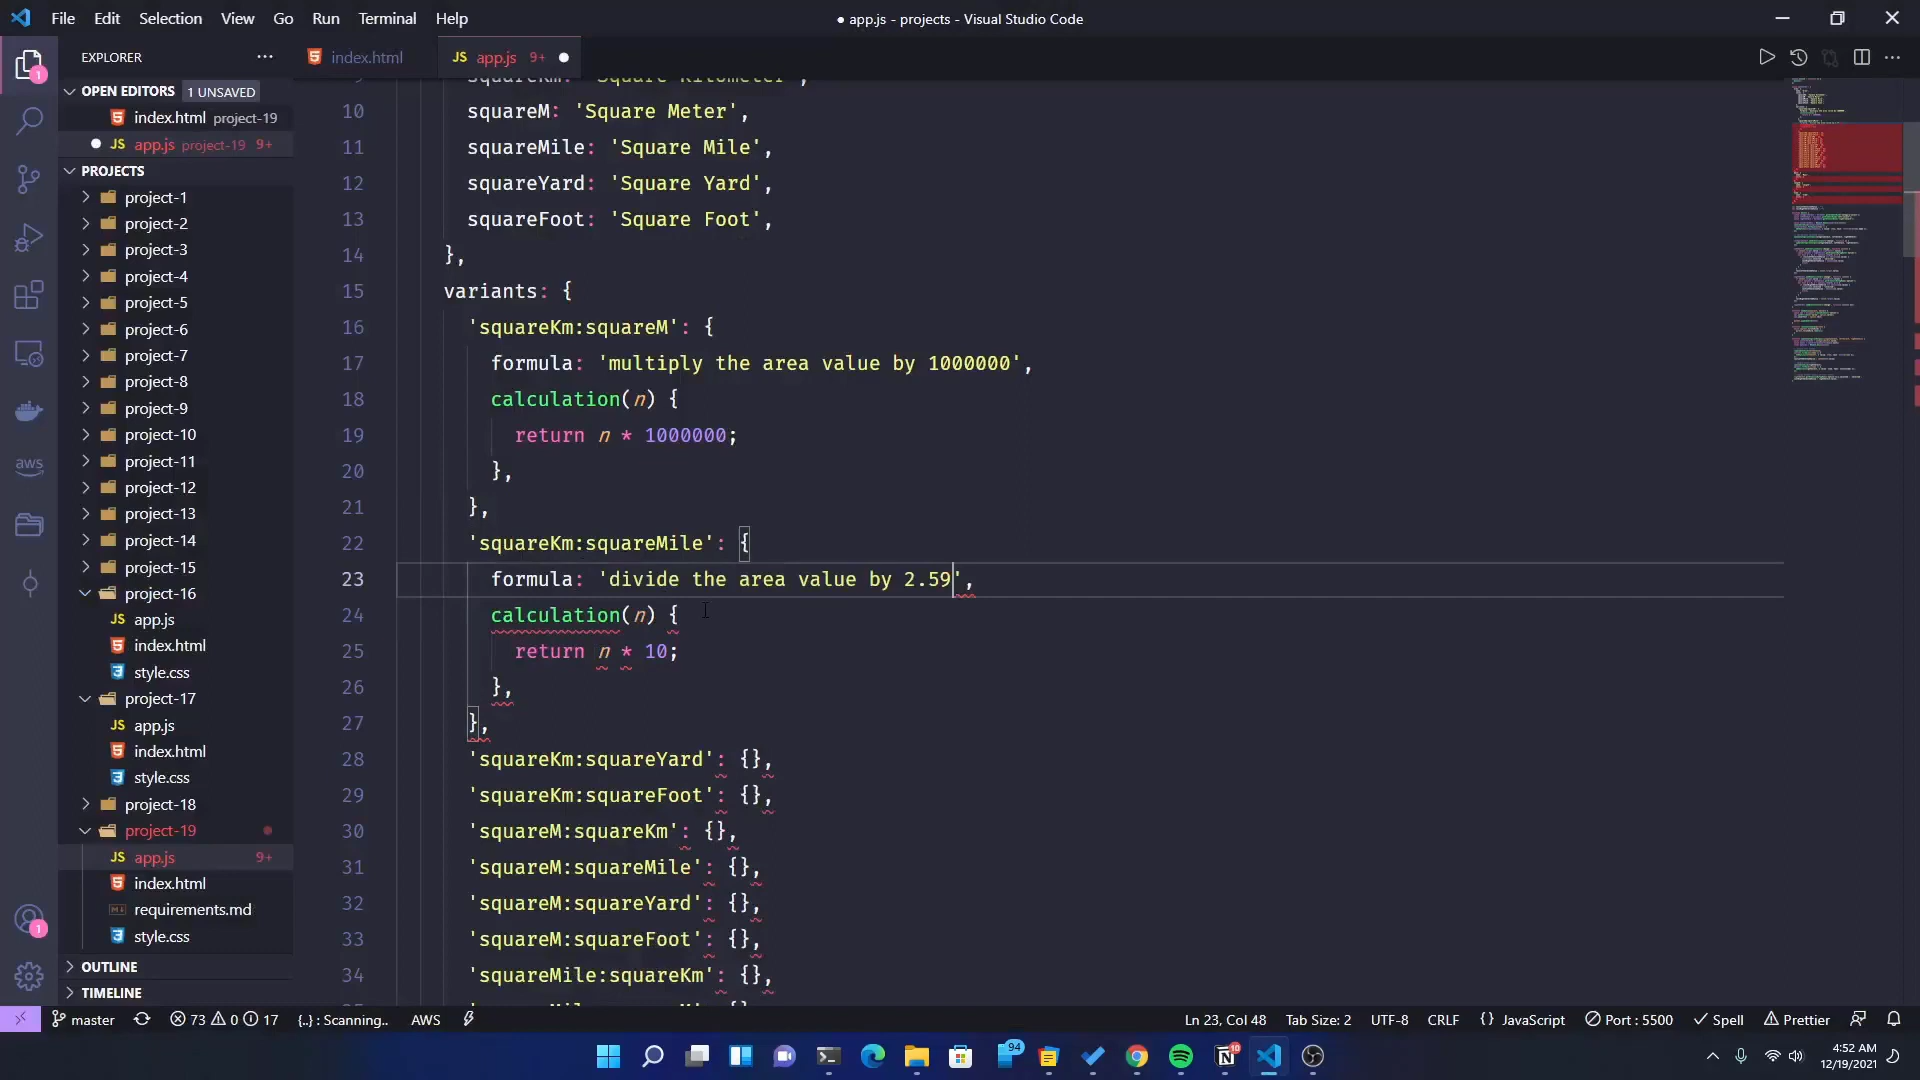 File Edit Selection View Go Run Terminal Help
● app.js - projects - Visual Studio Code
EXPLORER
index.html
JS app.js 9+
OPEN EDITORS 1 UNSAVED
index.html project-19
JS app.js project-19 9+
PROJECTS
project-1
project-2
project-3
project-4
project-5
project-6
project-7
project-8
project-9
project-10
project-11
project-12
project-13
project-14
project-15
project-16
JS app.js
index.html
style.css
project-17
JS app.js
index.html
style.css
project-18
project-19
JS app.js 9+
index.html
requirements.md
style.css
OUTLINE
TIMELINE
10 squareM: 'Square Meter',
11 squareMile: 'Square Mile',
12 squareYard: 'Square Yard',
13 squareFoot: 'Square Foot',
14 },
15 variants: {
16 'squareKm:squareM': {
17 formula: 'multiply the area value by 1000000',
18 calculation(n) {
19 return n * 1000000;
20 },
21 },
22 'squareKm:squareMile': {
23 formula: 'divide the area value by 2.59',
24 calculation(n) {
25 return n * 10;
26 },
27 },
28 'squareKm:squareYard': {},
29 'squareKm:squareFoot': {},
30 'squareM:squareKm': {},
31 'squareM:squareMile': {},
32 'squareM:squareYard': {},
33 'squareM:squareFoot': {},
34 'squareMile:squareKm': {},
aws
1
1
master 73 0 17 {..} : Scanning.. AWS
Ln 23, Col 48 Tab Size: 2 UTF-8 CRLF {} JavaScript Port : 5500 Spell Prettier
94
10
4:52 AM
12/19/2021